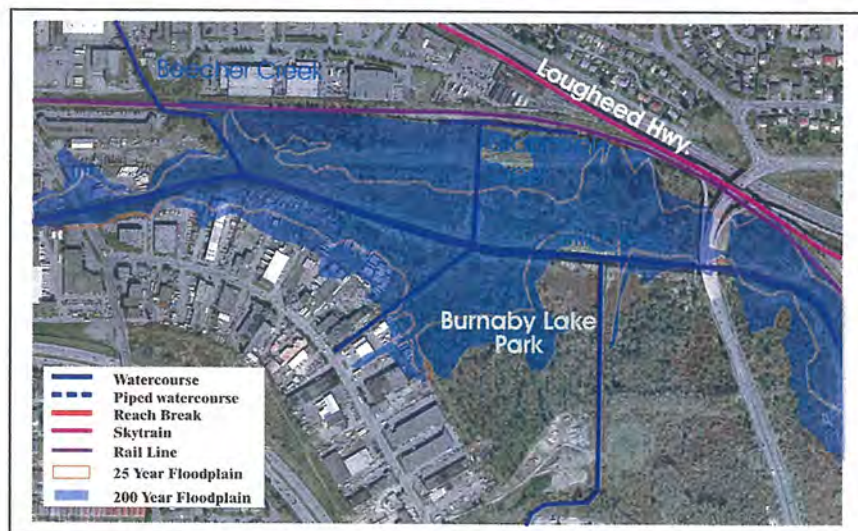 Beecher Creek
Lougheed Hwy.
Burnaby Lake
Park
Watercourse
Piped watercourse
Reach Break
Skytrain
Rail Line
25 Year Floodplain
200 Year Floodplain